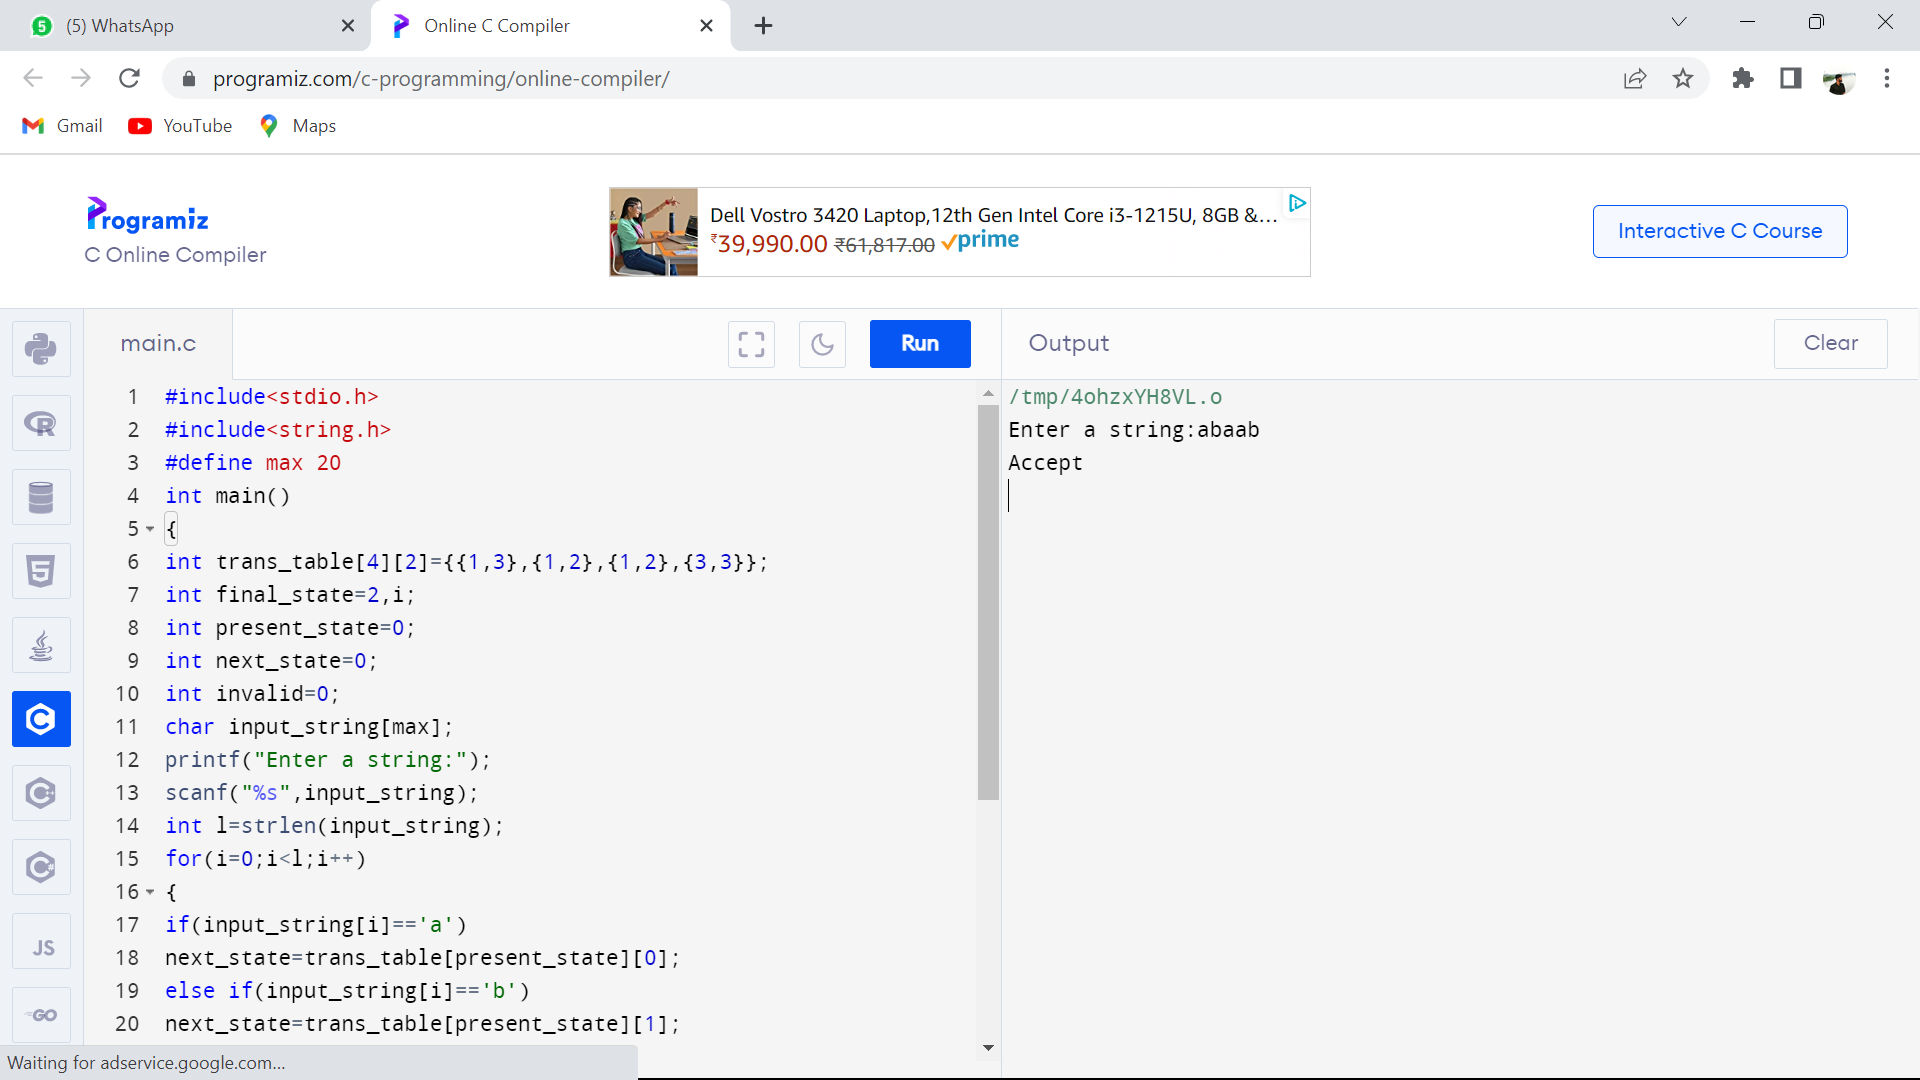 5 (5) WhatsApp
Online C Compiler
programiz.com/c-programming/online-compiler/
Gmail YouTube Maps
Programiz
C Online Compiler
Dell Vostro 3420 Laptop,12th Gen Intel Core i3-1215U, 8GB &...
₹39,990.00 ₹61,817.00 prime
Interactive C Course
main.c
Run
Output
Clear
1 #include<stdio.h>
2 #include<string.h>
3 #define max 20
4 int main()
5 {
6 int trans_table[4][2]={{1,3},{1,2},{1,2},{3,3}};
7 int final_state=2,i;
8 int present_state=0;
9 int next_state=0;
10 int invalid=0;
11 char input_string[max];
12 printf("Enter a string:");
13 scanf("%s",input_string);
14 int l=strlen(input_string);
15 for(i=0;i<l;i++)
16 {
17 if(input_string[i]=='a')
18 next_state=trans_table[present_state][0];
19 else if(input_string[i]=='b')
20 next_state=trans_table[present_state][1];
/tmp/4ohzxYH8VL.o
Enter a string:abaab
Accept
R
5
C
C
C
JS
GO
Waiting for adservice.google.com...